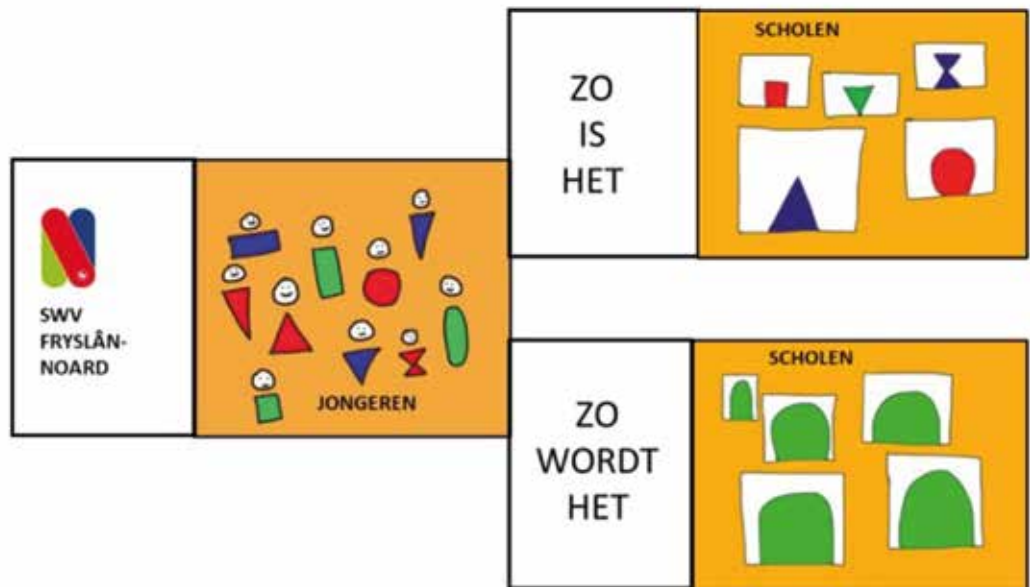 SWV
FRYSLÂN-
NOARD
JONGEREN
ZO
IS
HET
SCHOLEN
ZO
WORDT
HET
SCHOLEN